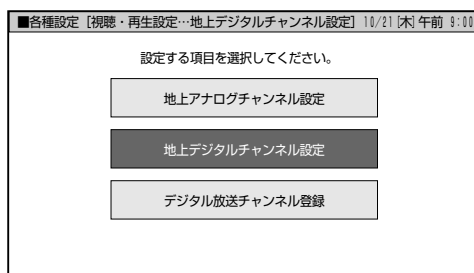 ■各種設定［視聴・再生設定…地上デジタルチャンネル設定］ 10/21[木]午前 9:00
設定する項目を選択してください。
地上アナログチャンネル設定
地上デジタルチャンネル設定
デジタル放送チャンネル登録